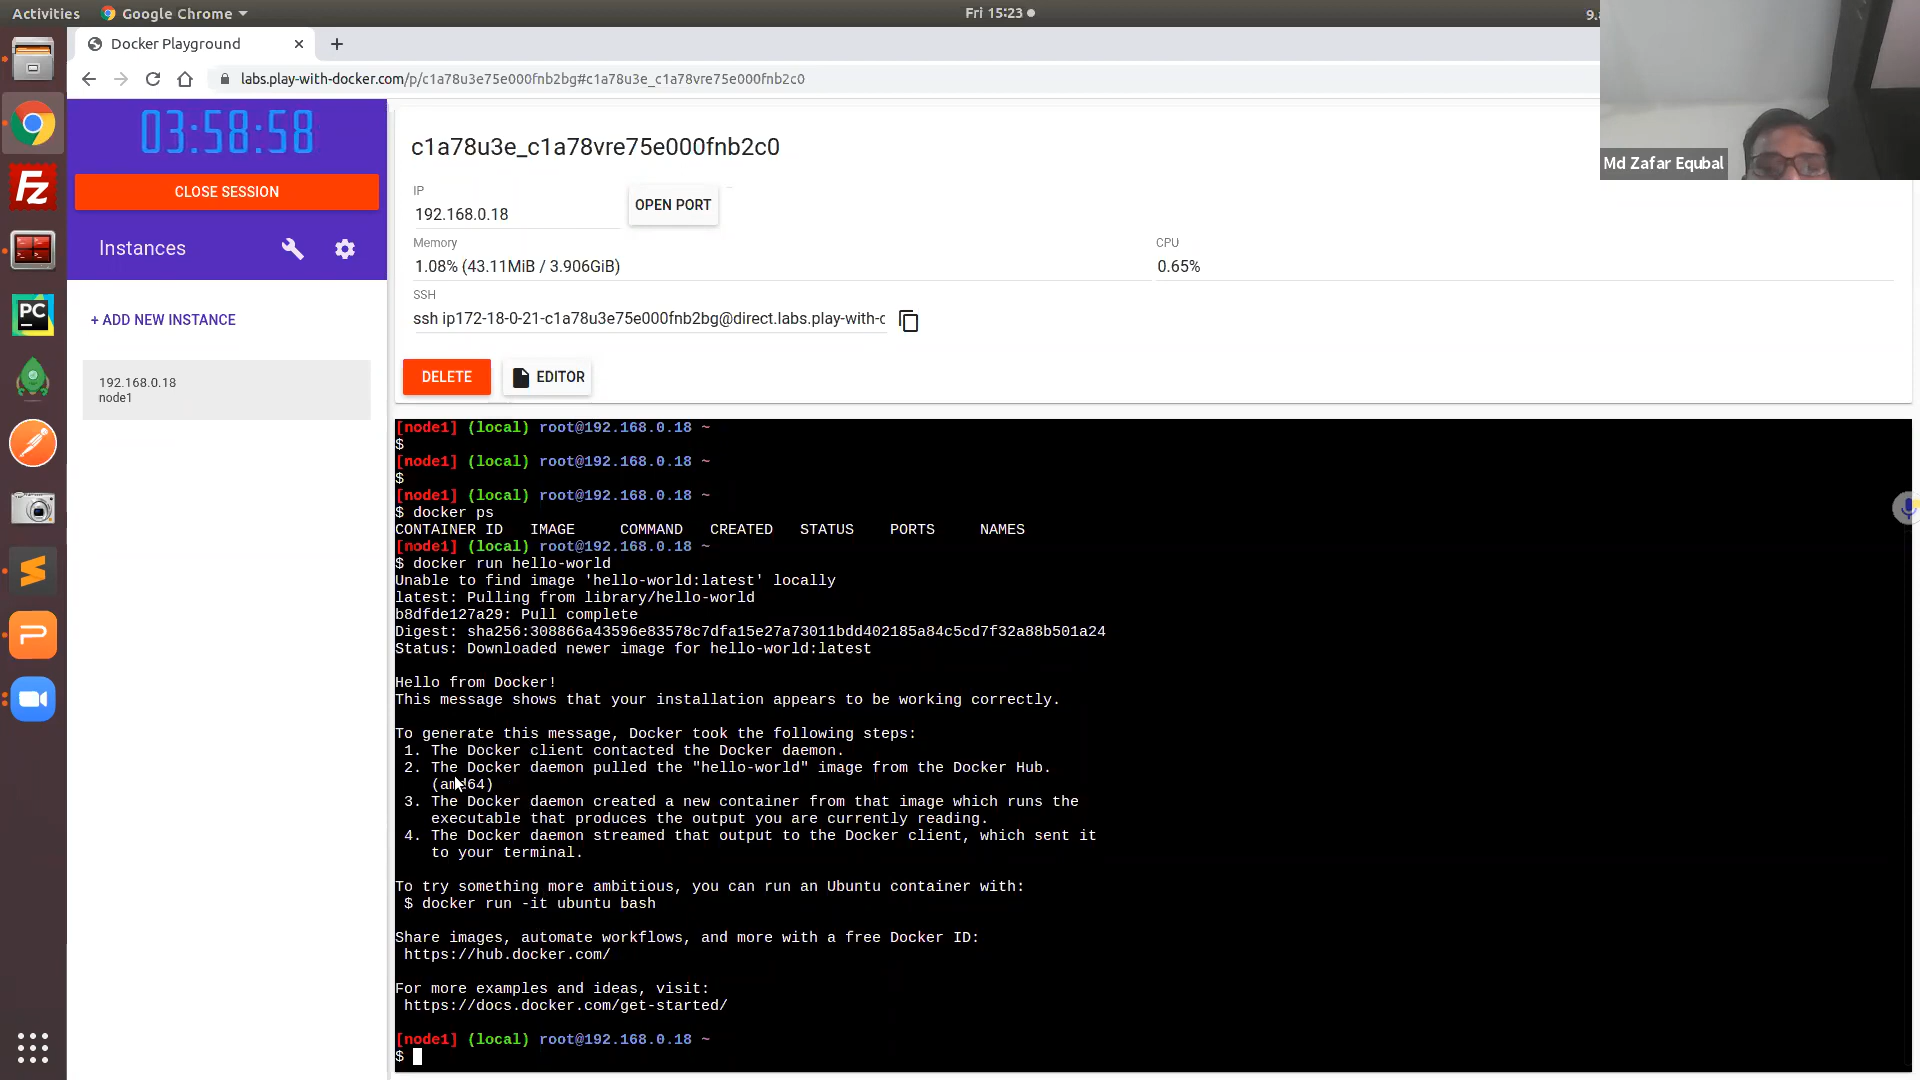 Activities
Google Chrome
Fri 15:23
9.
Docker Playground
labs.play-with-docker.com/p/c1a78u3e75e000fnb2bg#c1a78u3e_c1a78vre75e000fnb2c0
Md Zafar Equbal
03:58:58
CLOSE SESSION
Instances
+ ADD NEW INSTANCE
192.168.0.18
node1
c1a78u3e_c1a78vre75e000fnb2c0
IP
192.168.0.18
OPEN PORT
Memory
1.08% (43.11MiB / 3.906GiB)
CPU
0.65%
SSH
ssh ip172-18-0-21-c1a78u3e75e000fnb2bg@direct.labs.play-with-
DELETE
EDITOR
[node1] (local) root@192.168.0.18 ~
$
[node1] (local) root@192.168.0.18 ~
$
[node1] (local) root@192.168.0.18 ~
$ docker ps
CONTAINER ID IMAGE COMMAND CREATED STATUS PORTS NAMES
[node1] (local) root@192.168.0.18 ~
$ docker run hello-world
Unable to find image 'hello-world:latest' locally
latest: Pulling from library/hello-world
b8dfde127a29: Pull complete
Digest: sha256:308866a43596e83578c7dfa15e27a73011bdd402185a84c5cd7f32a88b501a24
Status: Downloaded newer image for hello-world:latest
Hello from Docker!
This message shows that your installation appears to be working correctly.
To generate this message, Docker took the following steps:
1. The Docker client contacted the Docker daemon.
2. The Docker daemon pulled the "hello-world" image from the Docker Hub.
(amd64)
3. The Docker daemon created a new container from that image which runs the
executable that produces the output you are currently reading.
4. The Docker daemon streamed that output to the Docker client, which sent it
to your terminal.
To try something more ambitious, you can run an Ubuntu container with:
$ docker run -it ubuntu bash
Share images, automate workflows, and more with a free Docker ID:
https://hub.docker.com/
For more examples and ideas, visit:
https://docs.docker.com/get-started/
[node1] (local) root@192.168.0.18 ~
$
Fz
PC